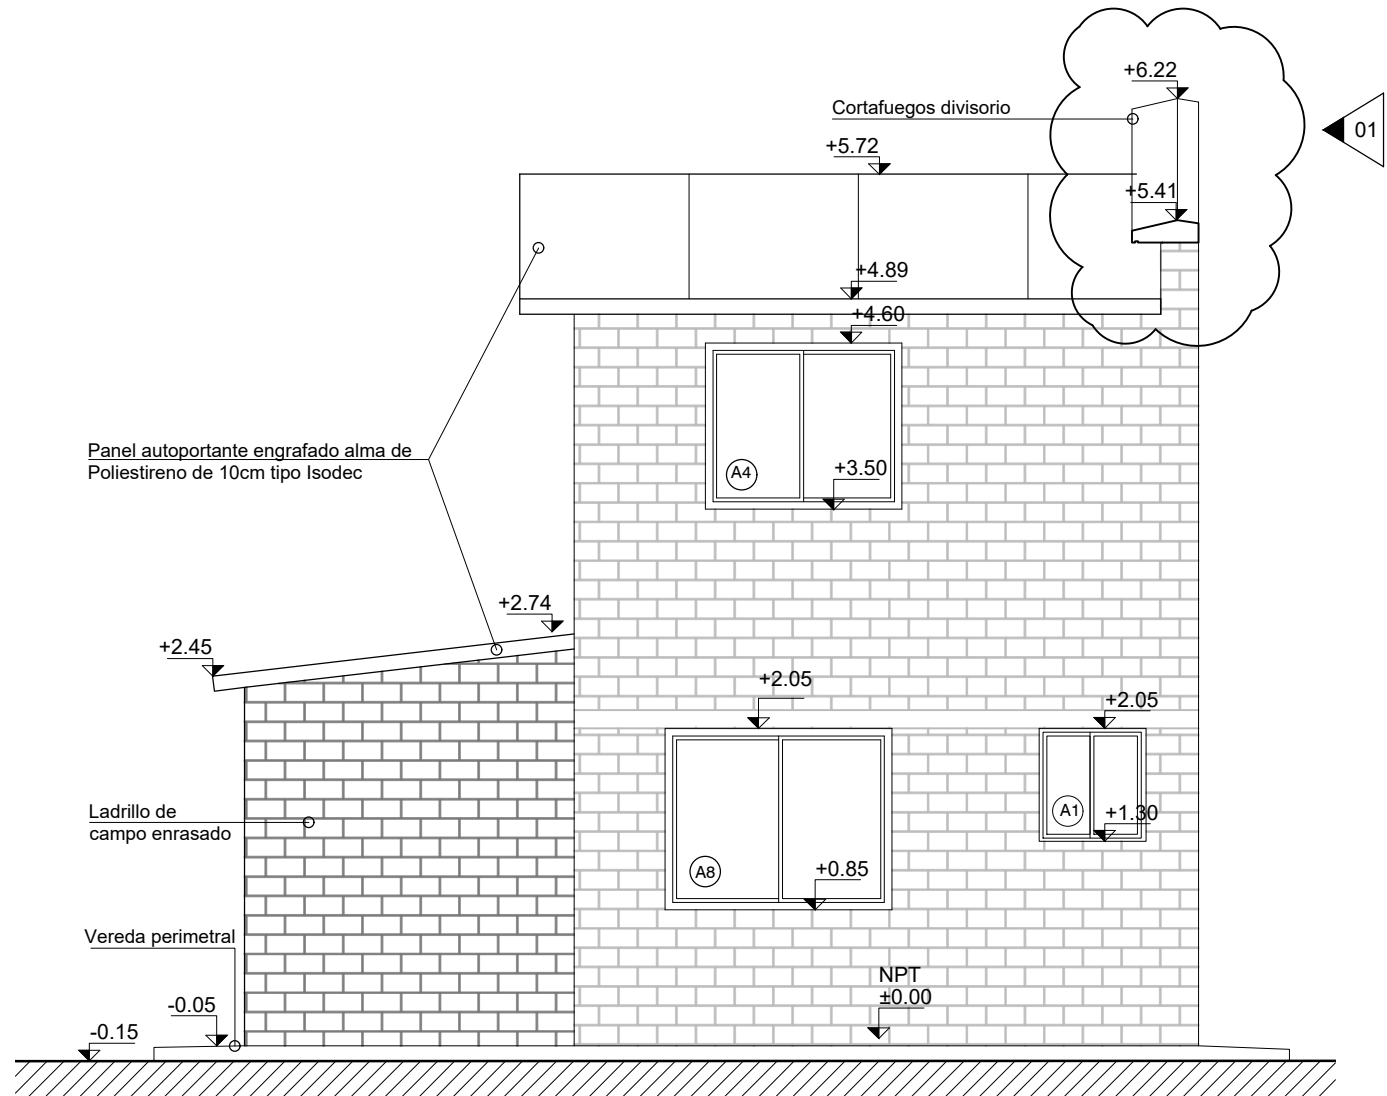 +6.22
Cortafuegos divisorio
01
+5.72
+5.41
+4.89
+4.60
Panel autoportante engrafado alma de
Poliestireno de 10cm tipo Isodec
A4
+3.50
+2.74
+2.45
+2.05
+2.05
Ladrillo de
campo enrasado
A1
+1.30
A8
+0.85
Vereda perimetral
NPT
±0.00
-0.05
-0.15